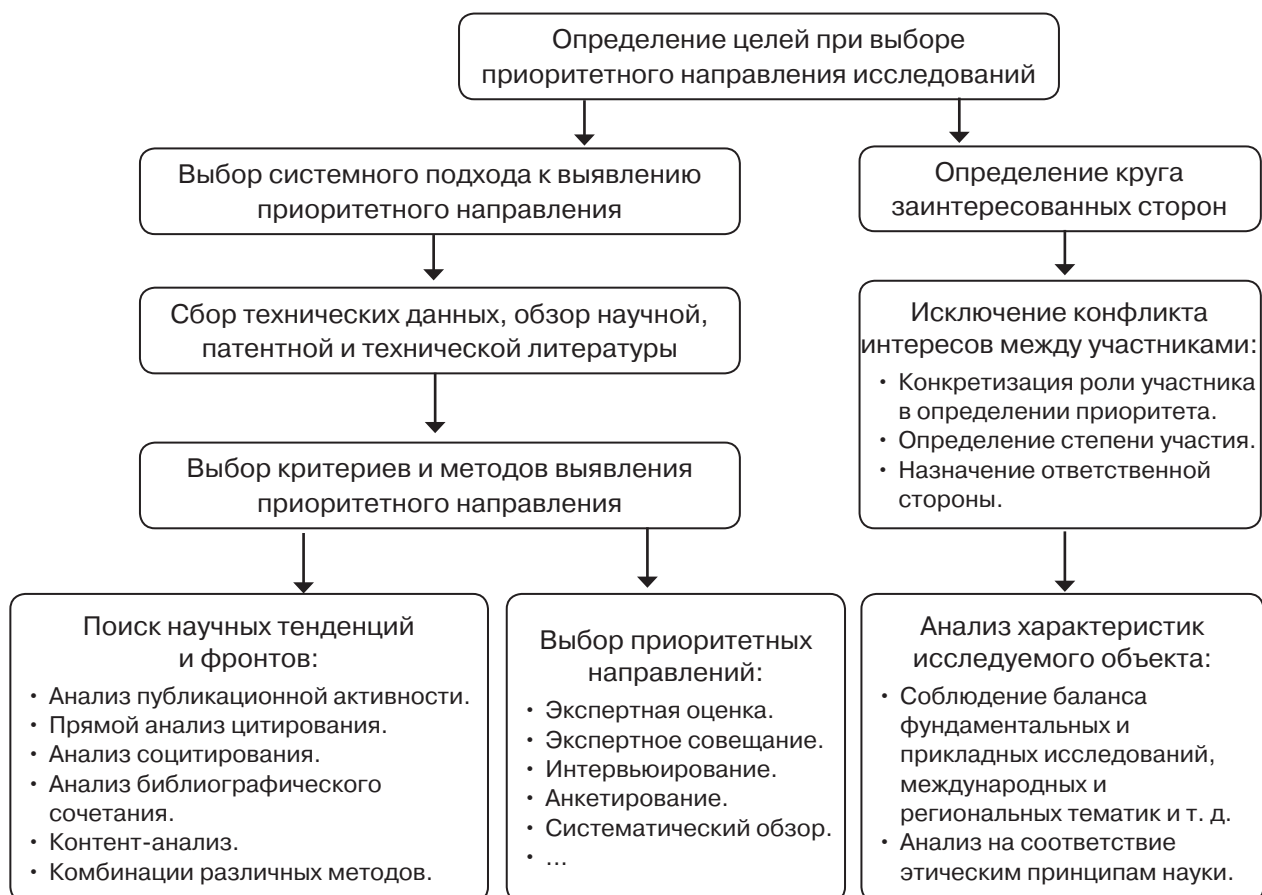 Определение целей при выборе
приоритетного направления исследований
Выбор системного подхода к выявлению
приоритетного направления
Определение круга
заинтересованных сторон
Сбор технических данных, обзор научной,
патентной и технической литературы
Исключение конфликта
интересов между участниками:
• Конкретизация роли участника
в определении приоритета.
• Определение степени участия.
• Назначение ответственной
стороны.
Выбор критериев и методов выявления
приоритетного направления
Поиск научных тенденций
и фронтов:
• Анализ публикационной активности.
• Прямой анализ цитирования.
• Анализ социтирования.
• Анализ библиографического
сочетания.
• Контент-анализ.
• Комбинации различных методов.
Выбор приоритетных
направлений:
• Экспертная оценка.
• Экспертное совещание.
• Интервьюирование.
• Анкетирование.
• Систематический обзор.
• ...
Анализ характеристик
исследуемого объекта:
• Соблюдение баланса
фундаментальных и
прикладных исследований,
международных и
региональных тематик и т. д.
• Анализ на соответствие
этическим принципам науки.